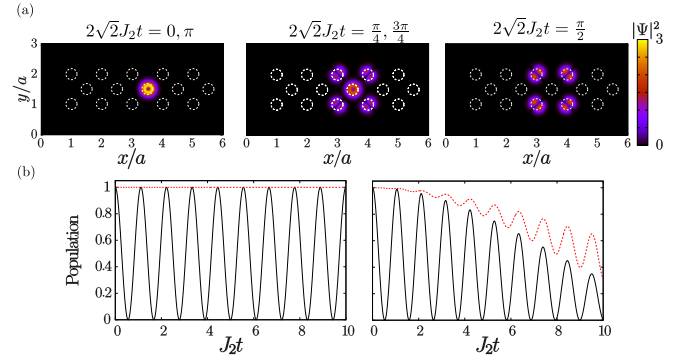 (a)
2√2J₂t = 0, π
2√2J₂t = π/4, 3π/4
2√2J₂t = π/2
|Ψ|²
3
2
1
0
y/a
0 1 2 3 4 5 6
0 1 2 3 4 5 6
0 1 2 3 4 5 6
3
0
x/a
x/a
x/a
(b)
1
0.8
0.6
0.4
0.2
0
Population
0 2 4 6 8 10
0 2 4 6 8 10
J₂t
J₂t